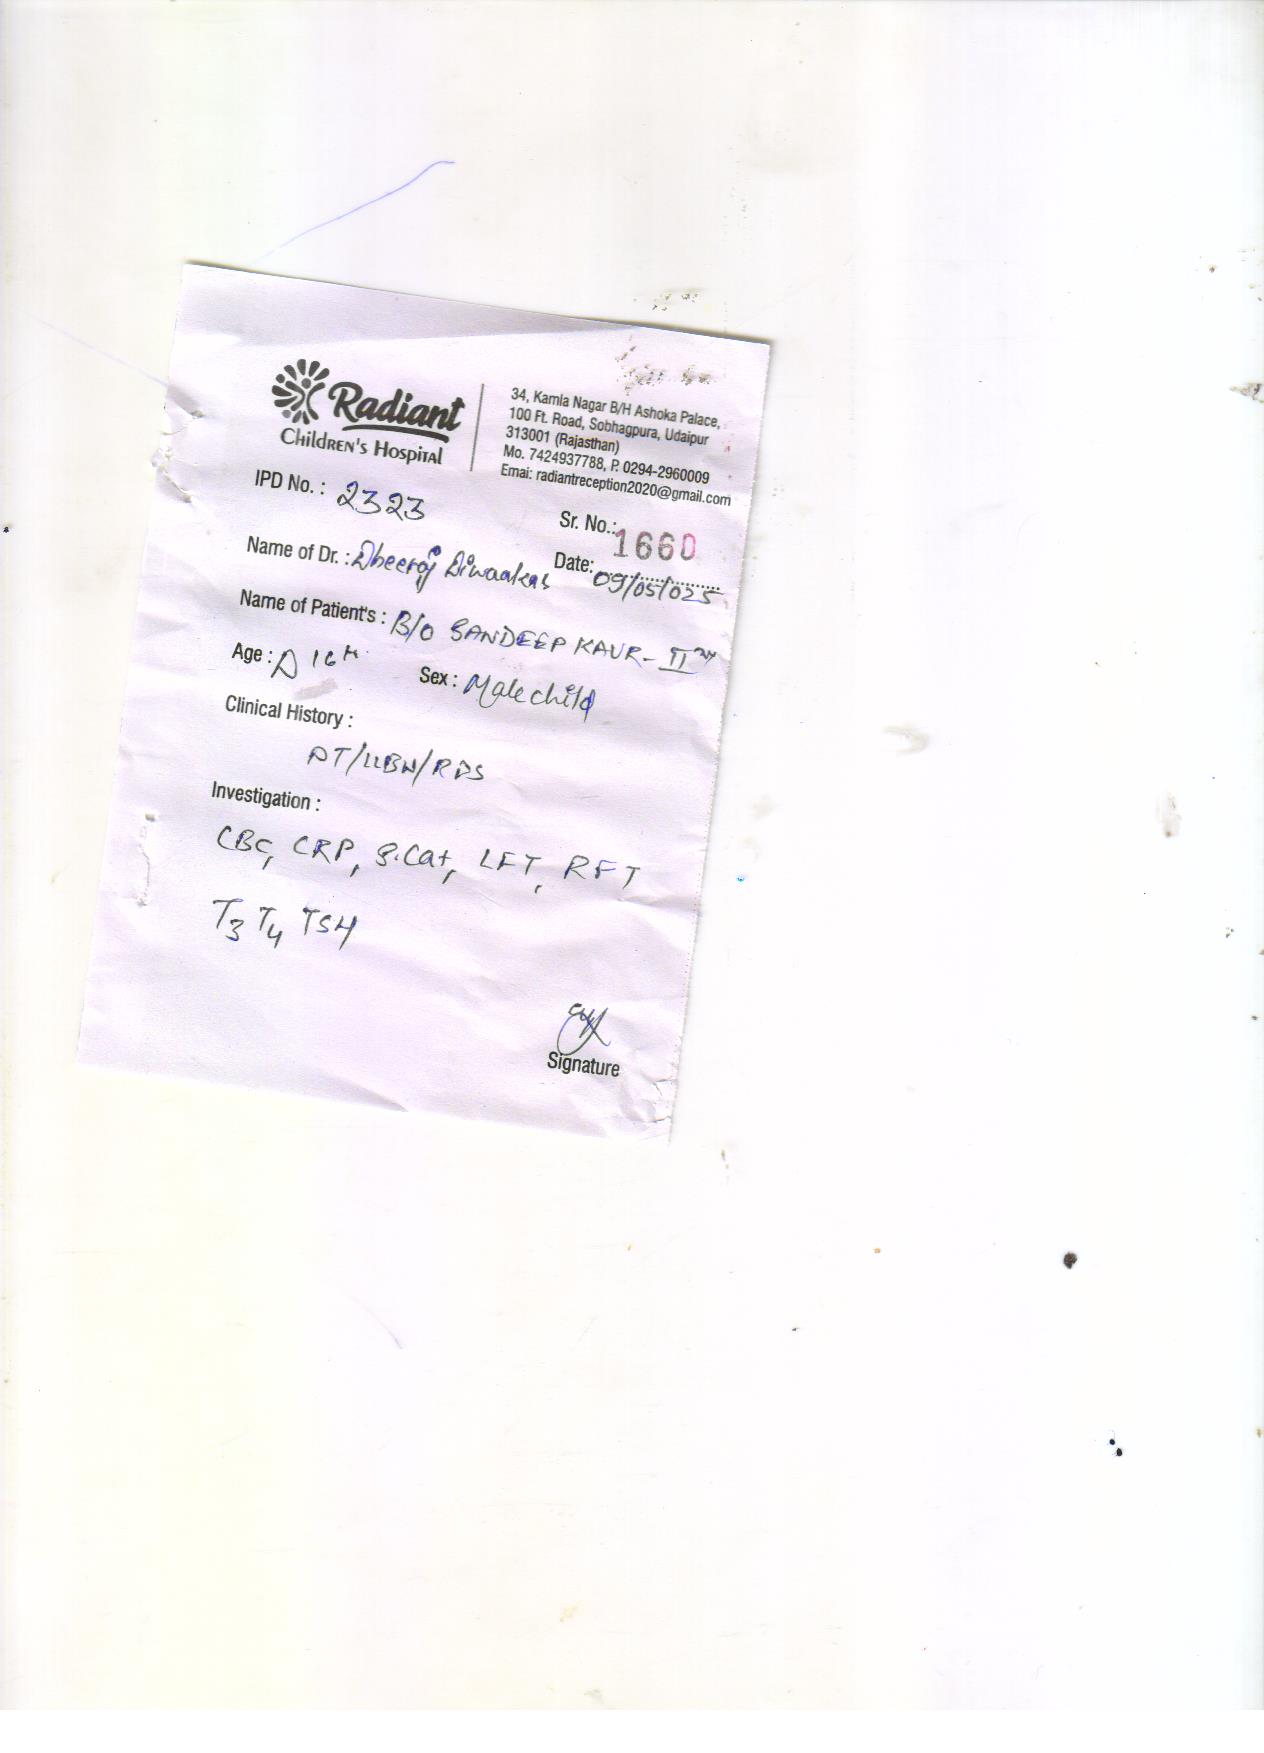 Radiant
Children's Hospital
34, Kamla Nagar B/H Ashoka Palace,
100 Ft. Road, Sobhagpura, Udaipur
313001 (Rajasthan)
Mo. 7424937788, P. 0294-2960009
Emai: radiantreception2020@gmail.com
IPD No. : 2323
Sr. No.: 1660
Name of Dr. : Dheeraj Diwaakar
Date: 09/05/025
Name of Patient's : B/O SANDEEP KAUR - II
Age : D 16th
Sex : Male child
Clinical History :
PT/LLBW/RDS
Investigation :
CBC, CRP, S.Cat, LFT, RFT
T3 T4 TSH
Signature